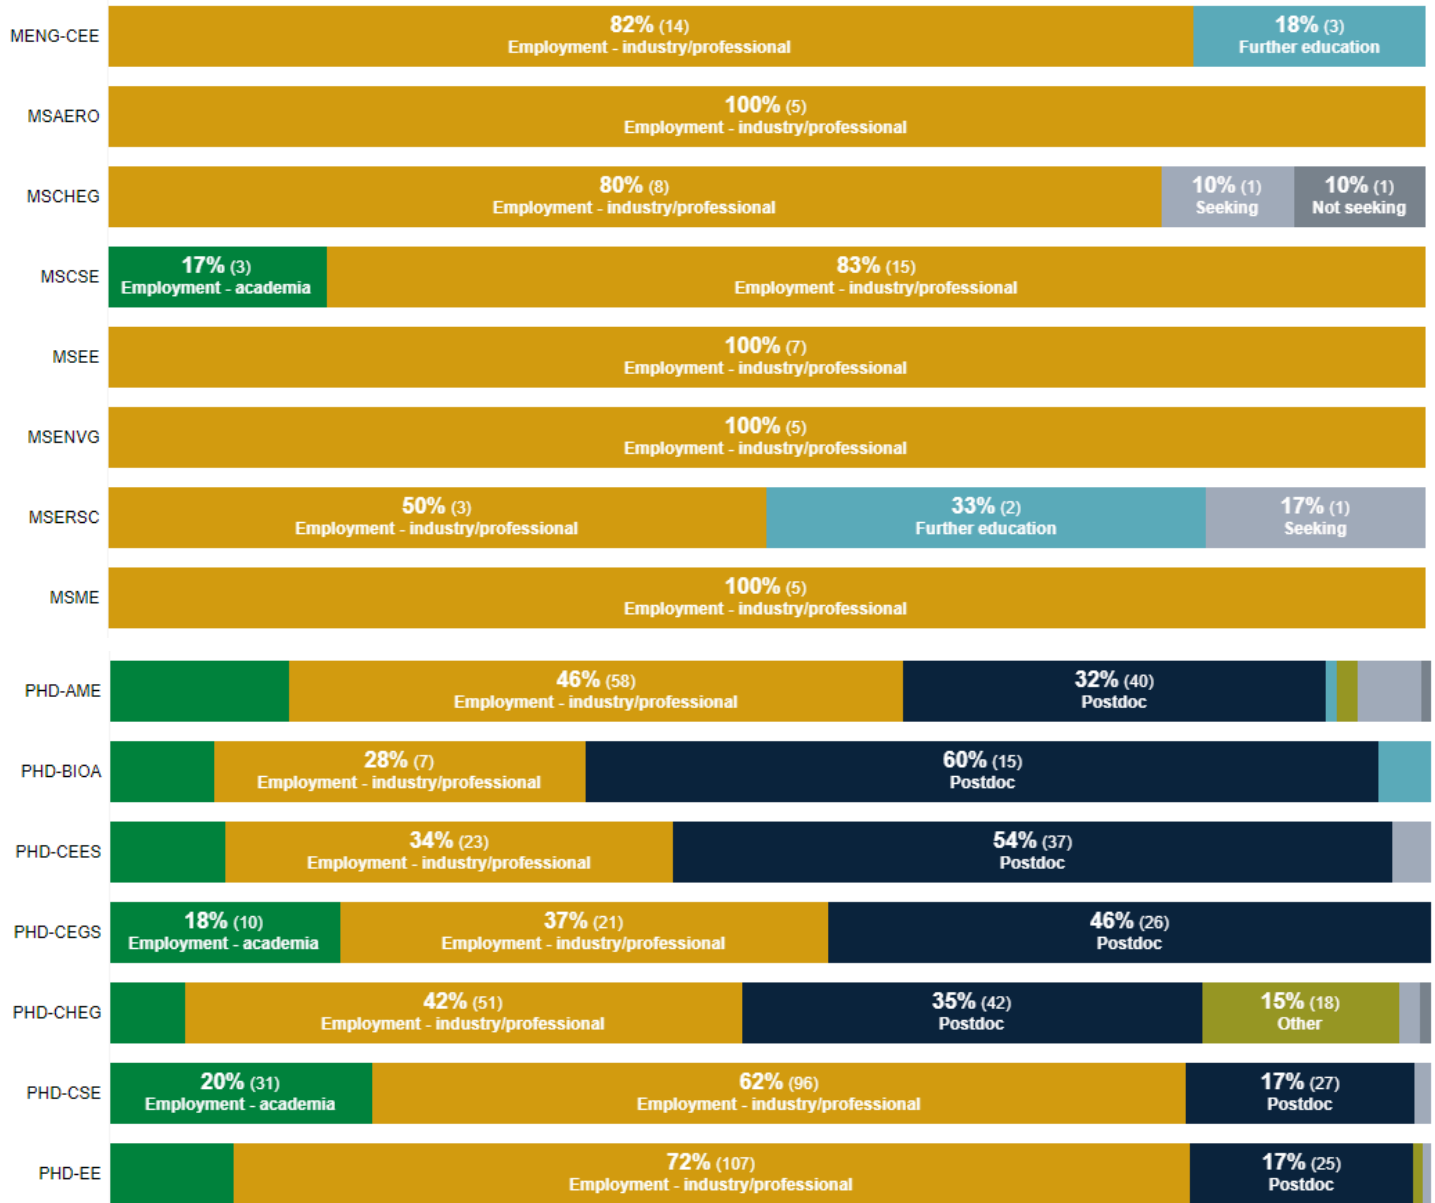 82% (14) 18% (3)
MENG-CEE
Employment - industry/professional Further education
100% (5)
MSAERO
Employment - industry/professional
80% (8) 10% (1) 10% (1)
MSCHEG
Employment - industry/professional Seeking Not seeking
17% (3) 83% (15)
MSCSE
Employment - academia Employment - industry/professional
100% (7)
MSEE
Employment - industry/professional
100% (5)
MSENVG
Employment - industry/professional
50% (3) 33% (2) 17% (1)
MSERSC
Employment - industry/professional Further education Seeking
100% (5)
MSME
Employment - industry/professional
46% (58) 32% (40)
PHD-AME
Employment - industry/professional Postdoc
28% (7) 60% (15)
PHD-BIOA
Employment - industry/professional Postdoc
34% (23) 54% (37)
PHD-CEES
Employment - industry/professional Postdoc
18% (10) 37% (21) 46% (26)
PHD-CEGS
Employment - academia Employment - industry/professional Postdoc
42% (51) 35% (42) 15% (18)
PHD-CHEG
Employment - industry/professional Postdoc Other
20% (31) 62% (96) 17% (27)
PHD-CSE
Employment - academia Employment - industry/professional Postdoc
72% (107) 17% (25)
PHD-EE
Employment - industry/professional Postdoc